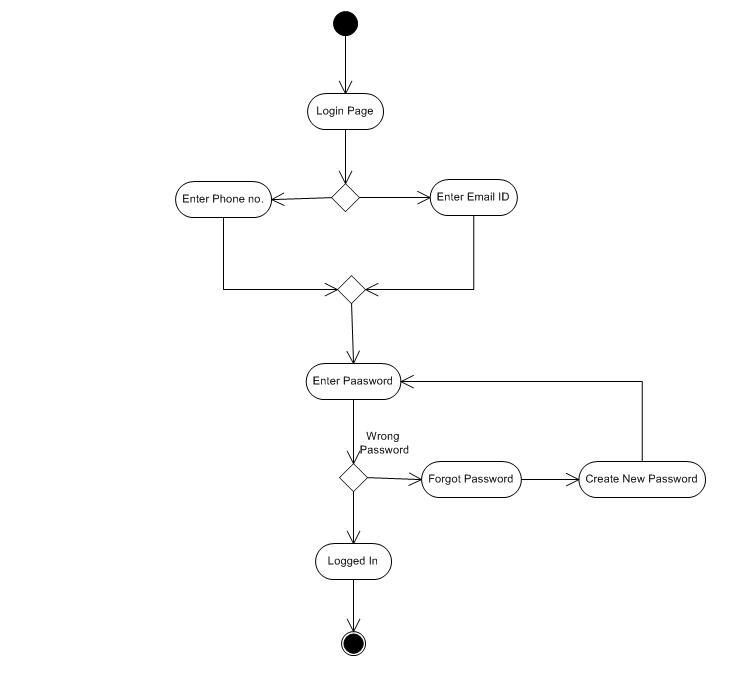 Login Page
Enter Phone no.
Enter Email ID
Enter Paasword
Wrong
Password
Forgot Password
Create New Password
Logged In